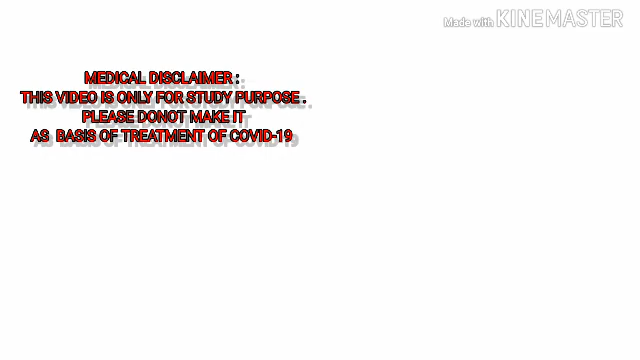 Made with KINEMASTER
MEDICAL DISCLAIMER :
THIS VIDEO IS ONLY FOR STUDY PURPOSE .
PLEASE DONOT MAKE IT
AS BASIS OF TREATMENT OF COVID-19